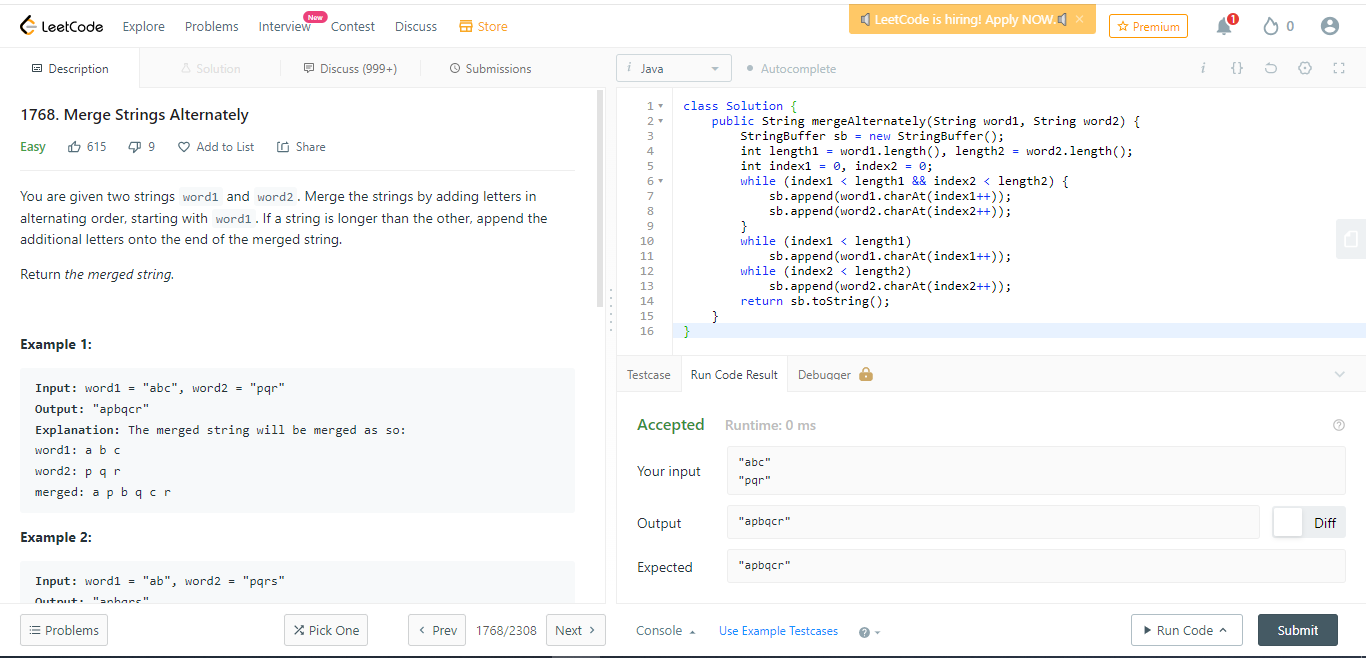 LeetCode Explore Problems Interview New Contest Discuss Store LeetCode is hiring! Apply NOW. × Premium 1 0
Description Solution Discuss (999+) Submissions
i Java Autocomplete i {}
1768. Merge Strings Alternately
Easy 615 9 Add to List Share
You are given two strings word1 and word2. Merge the strings by adding letters in
alternating order, starting with word1. If a string is longer than the other, append the
additional letters onto the end of the merged string.
Return the merged string.
Example 1:
Input: word1 = "abc", word2 = "pqr"
Output: "apbqcr"
Explanation: The merged string will be merged as so:
word1: a b c
word2: p q r
merged: a p b q c r
Example 2:
Input: word1 = "ab", word2 = "pqrs"
Output: "apbqrs"
1 class Solution {
2 public String mergeAlternately(String word1, String word2) {
3 StringBuffer sb = new StringBuffer();
4 int length1 = word1.length(), length2 = word2.length();
5 int index1 = 0, index2 = 0;
6 while (index1 < length1 && index2 < length2) {
7 sb.append(word1.charAt(index1++));
8 sb.append(word2.charAt(index2++));
9 }
10 while (index1 < length1)
11 sb.append(word1.charAt(index1++));
12 while (index2 < length2)
13 sb.append(word2.charAt(index2++));
14 return sb.toString();
15 }
16 }
Testcase Run Code Result Debugger
Accepted Runtime: 0 ms
Your input
"abc"
"pqr"
Output "apbqcr" Diff
Expected "apbqcr"
Problems Pick One < Prev 1768/2308 Next >
Console Use Example Testcases Run Code Submit